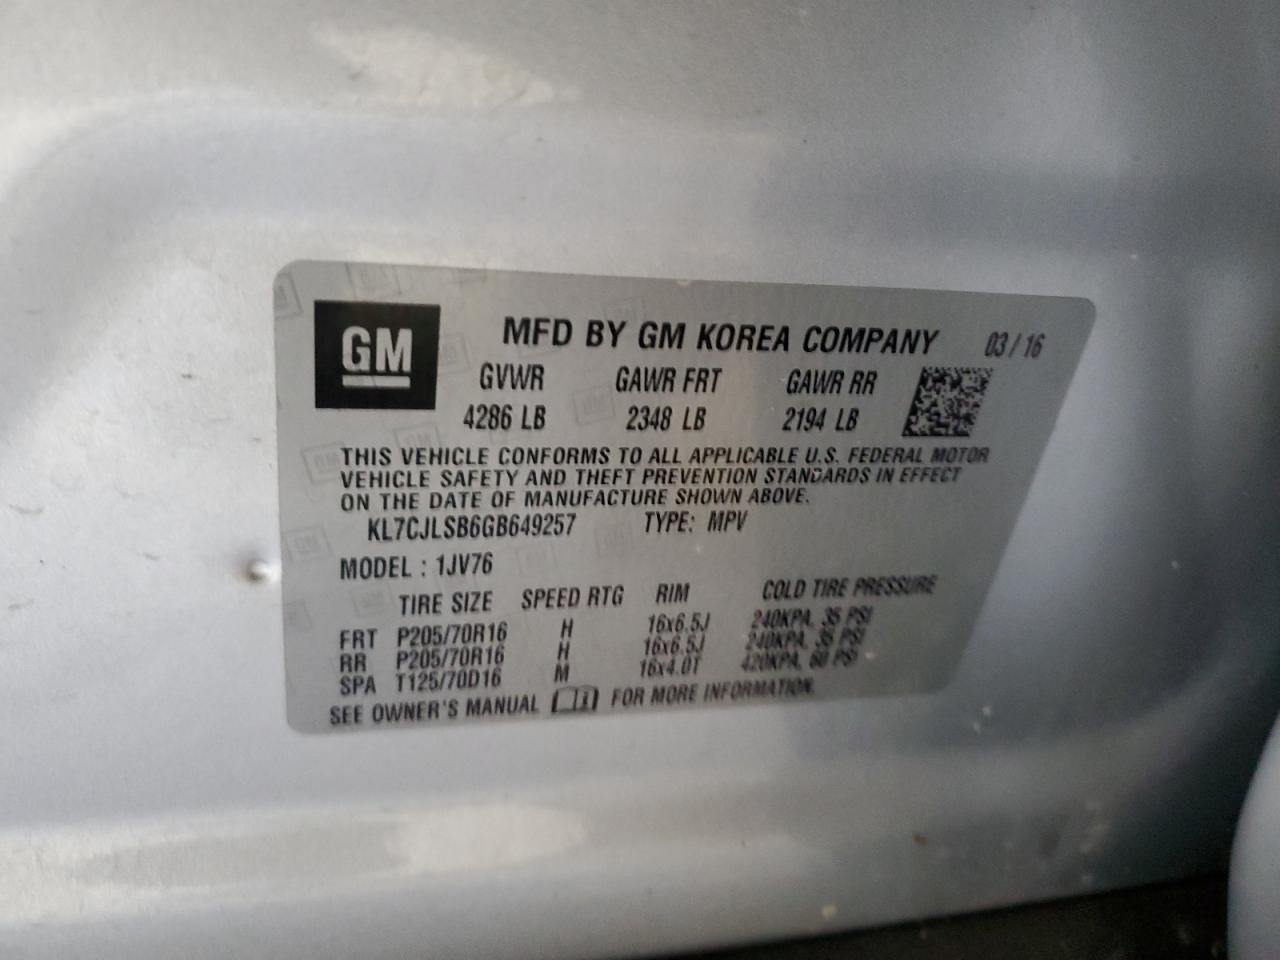 GM
MFD BY GM KOREA COMPANY 03/16
GVWR GAWR FRT GAWR RR
4286 LB 2348 LB 2194 LB
THIS VEHICLE CONFORMS TO ALL APPLICABLE U.S. FEDERAL MOTOR
VEHICLE SAFETY AND THEFT PREVENTION STANDARDS IN EFFECT
ON THE DATE OF MANUFACTURE SHOWN ABOVE.
KL7CJLSB6GB649257 TYPE: MPV
MODEL : 1JV76
TIRE SIZE SPEED RTG RIM COLD TIRE PRESSURE
FRT P205/70R16 H 16x6.5J 240KPA, 35 PSI
RR P205/70R16 H 16x6.5J 240KPA, 35 PSI
SPA T125/70D16 M 16x4.0T 420KPA, 60 PSI
SEE OWNER'S MANUAL FOR MORE INFORMATION.